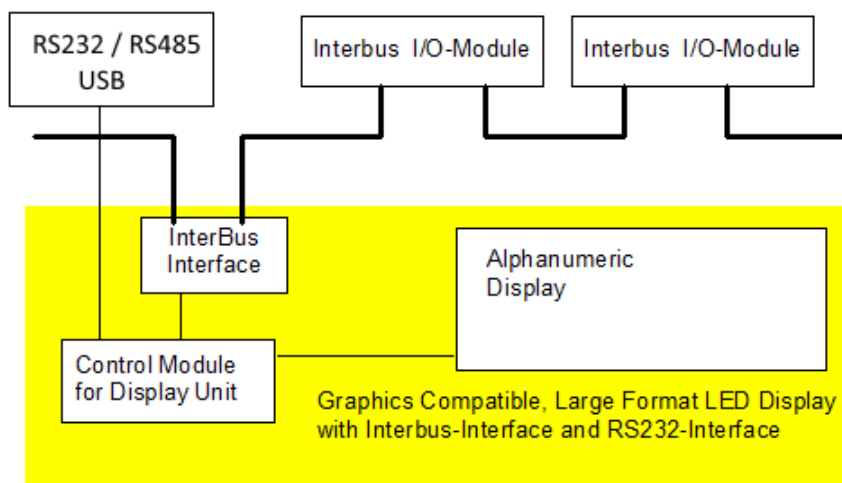 RS232 / RS485
USB
Interbus I/O-Module
Interbus I/O-Module
InterBus
Interface
Alphanumeric
Display
Control Module
for Display Unit
Graphics Compatible, Large Format LED Display
with Interbus-Interface and RS232-Interface